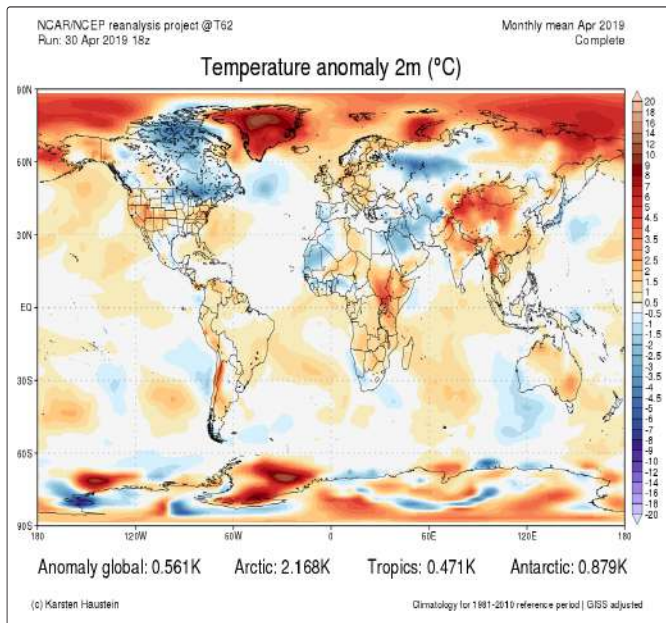 NCAR/NCEP reanalysis project @T62
Monthly mean Apr 2019
Run: 30 Apr 2019 18z
Complete
Temperature anomaly 2m (°C)
90N
60N
30N
EQ
30S
60S
90S
180
120W
60W
0
60E
120E
180
20
18
16
14
12
10
9
8
7
6
5
4.5
4
3.5
3
2.5
2
1.5
1
0.5
-0.5
-1
-1.5
-2
-2.5
-3
-3.5
-4
-4.5
-5
-6
-7
-8
-9
-10
-12
-14
-16
-18
-20
Anomaly global: 0.561K
Arctic: 2.168K
Tropics: 0.471K
Antarctic: 0.879K
(c) Karsten Haustein
Climatology for 1981-2010 reference period | GISS adjusted